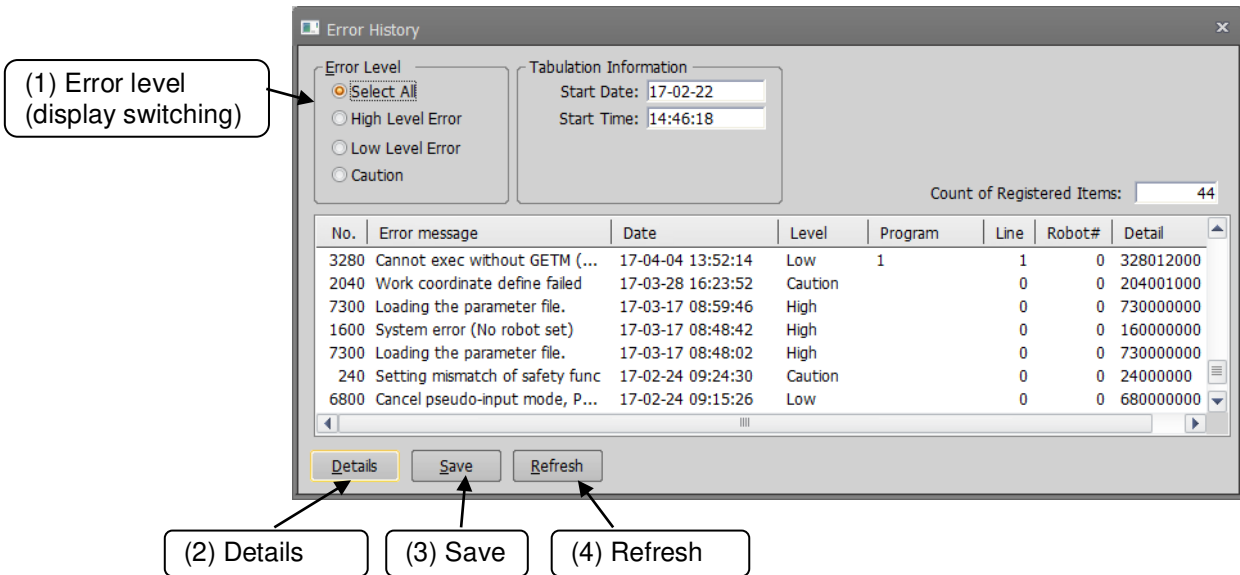 Error History
(1) Error level
(display switching)
Error Level
Select All
High Level Error
Low Level Error
Caution
Tabulation Information
Start Date: 17-02-22
Start Time: 14:46:18
Count of Registered Items: 44
No. Error message Date Level Program Line Robot# Detail
3280 Cannot exec without GETM (... 17-04-04 13:52:14 Low 1 1 0 328012000
2040 Work coordinate define failed 17-03-28 16:23:52 Caution 0 0 204001000
7300 Loading the parameter file. 17-03-17 08:59:46 High 0 0 730000000
1600 System error (No robot set) 17-03-17 08:48:42 High 0 0 160000000
7300 Loading the parameter file. 17-03-17 08:48:02 High 0 0 730000000
240 Setting mismatch of safety func 17-02-24 09:24:30 Caution 0 0 24000000
6800 Cancel pseudo-input mode, P... 17-02-24 09:15:26 Low 0 0 680000000
Details Save Refresh
(2) Details (3) Save (4) Refresh